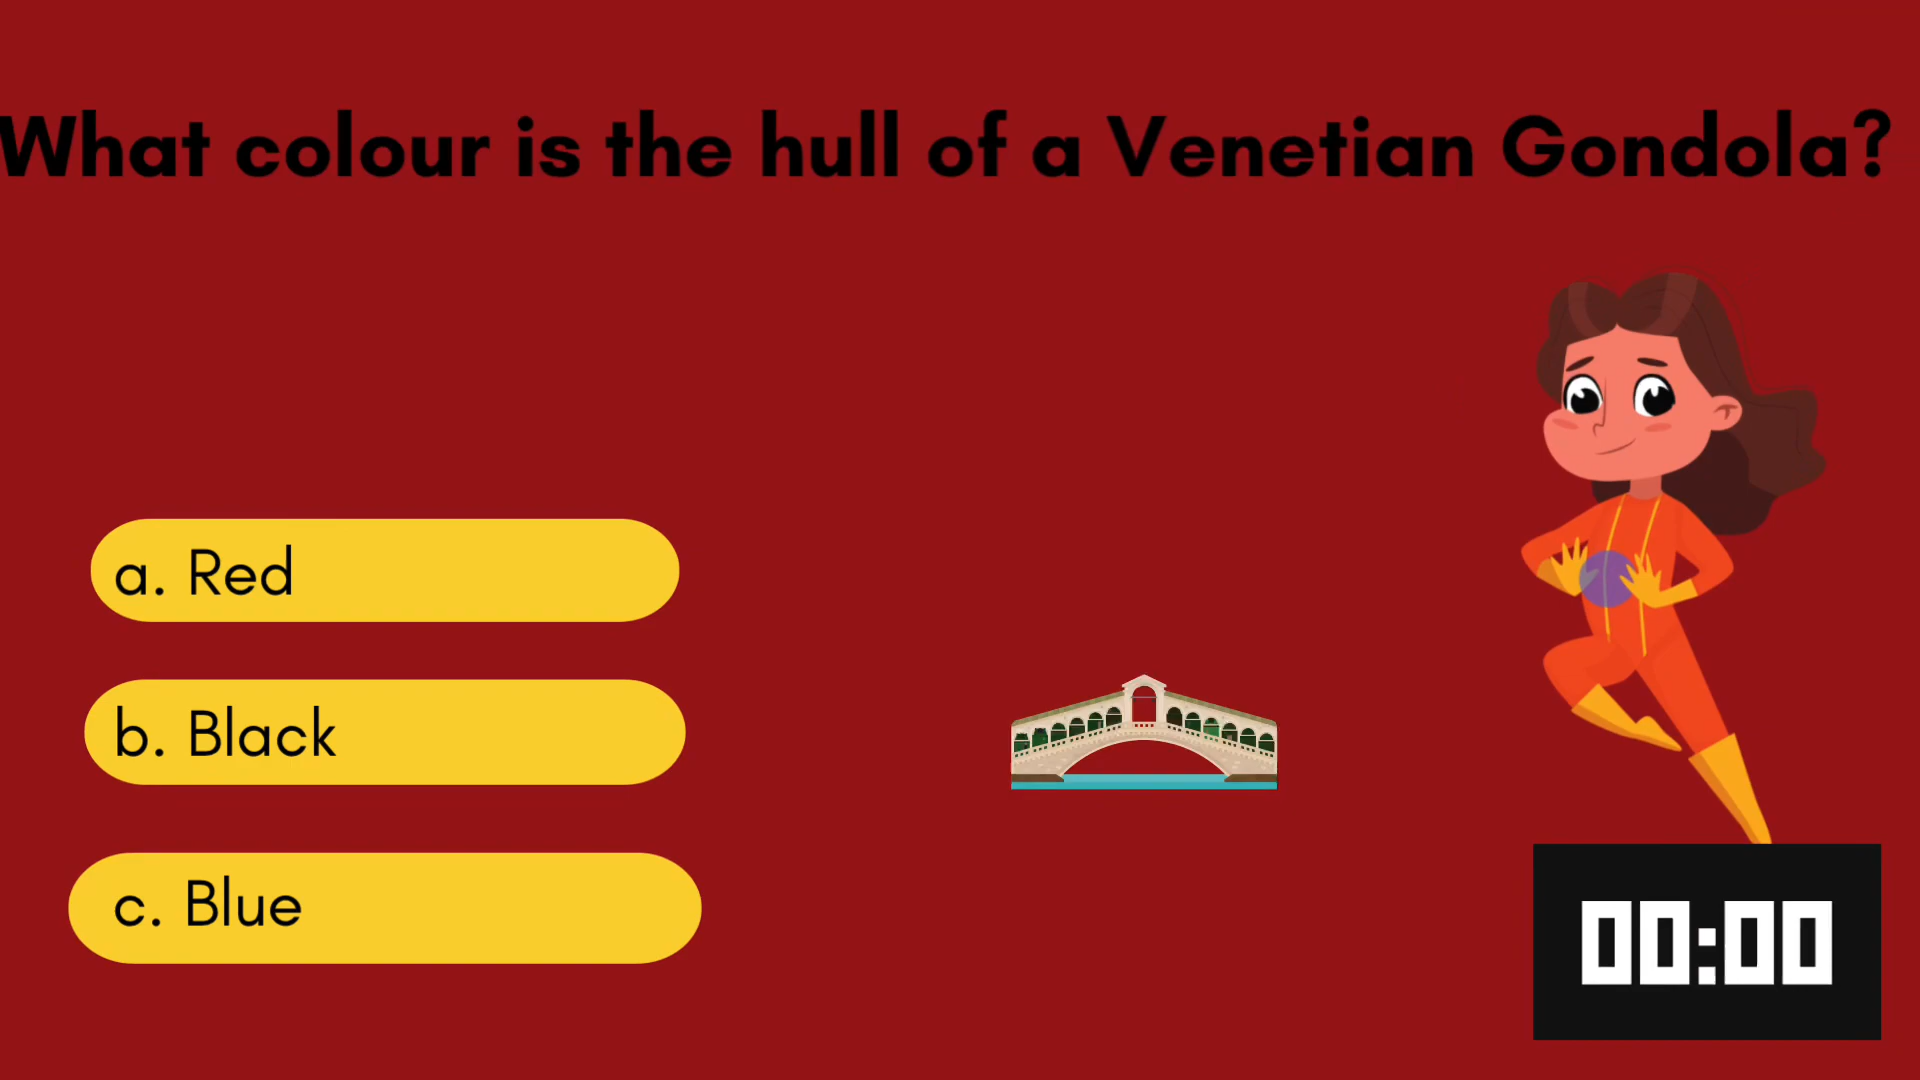 What colour is the hull of a Venetian Gondola?
a. Red
b. Black
c. Blue
00:00